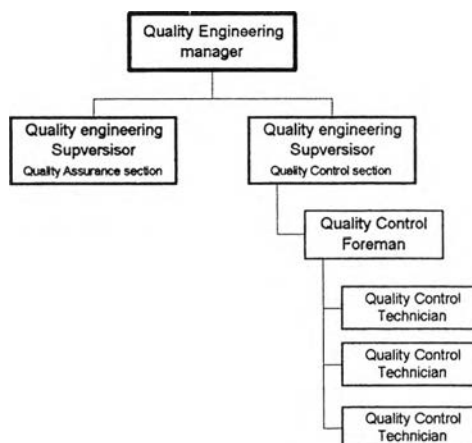 Quality Engineering
manager
Quality engineering
Supversisor
Quality Assurance section
Quality engineering
Supversisor
Quality Control section
Quality Control
Foreman
Quality Control
Technician
Quality Control
Technician
Quality Control
Technician